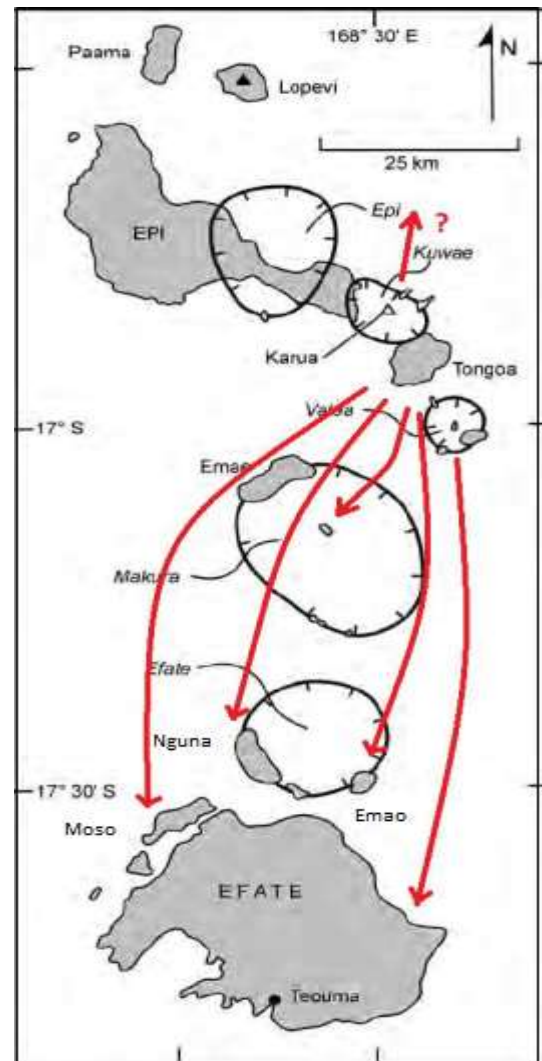 168° 30' E
Paama
N
Lopevi
25 km
Epi
?
EPI
Kuwae
Karua
Tongoa
Valea
17° S
Emae
Makura
Efate
Nguna
17° 30' S
Moso
Emao
EFATE
Teouma